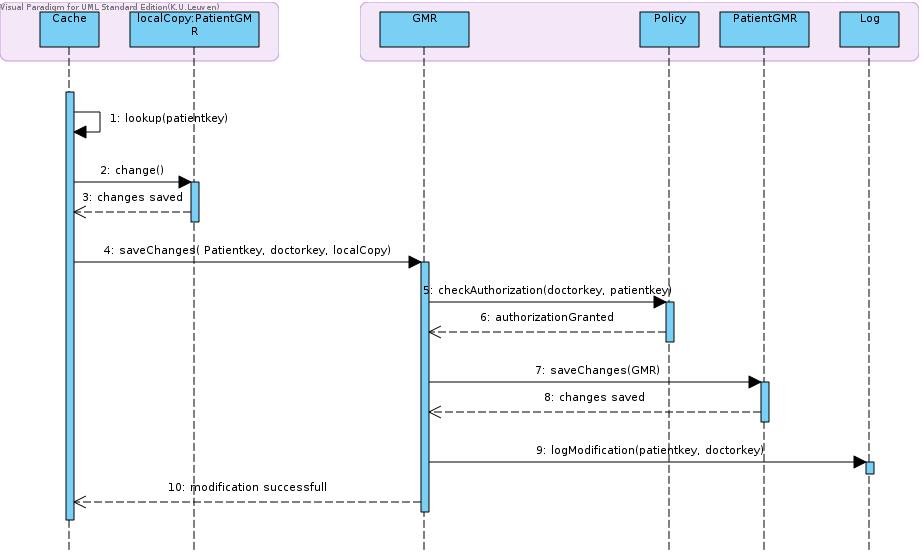 Visual Paradigm for UML Standard Edition(K.U.Leuven)
Cache
localCopy:PatientGM
R
GMR
Policy
PatientGMR
Log
1: lookup(patientkey)
2: change()
3: changes saved
4: saveChanges( Patientkey, doctorkey, localCopy)
5: checkAuthorization(doctorkey, patientkey)
6: authorizationGranted
7: saveChanges(GMR)
8: changes saved
9: logModification(patientkey, doctorkey)
10: modification successfull